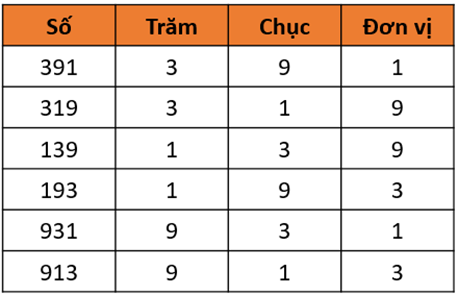 Số Trăm Chục Đơn vị
391 3 9 1
319 3 1 9
139 1 3 9
193 1 9 3
931 9 3 1
913 9 1 3